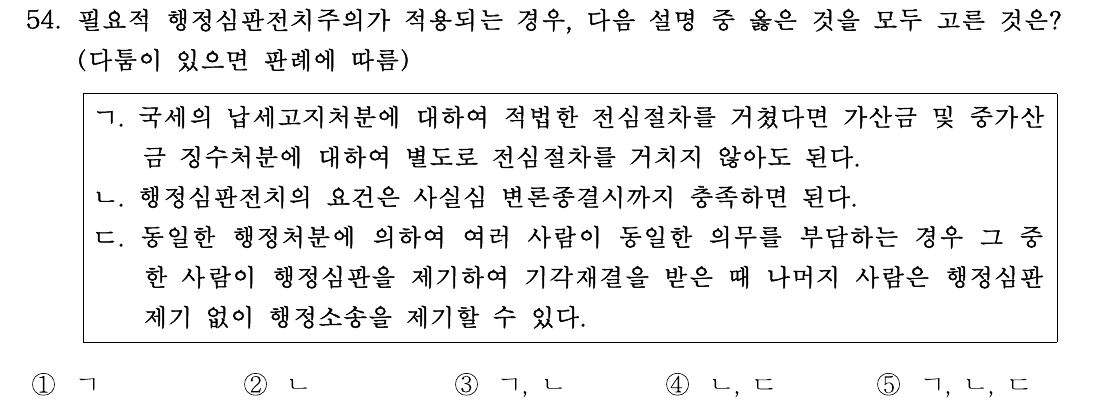 54. 필요적 행정심판전치주의가 적용되는 경우, 다음 설명 중 옳은 것을 모두 고른 것은?
(다툼이 있으면 판례에 따름)
ㄱ. 국세의 납세고지처분에 대하여 적법한 전심절차를 거쳤다면 가산금 및 중가산
금 징수처분에 대하여 별도로 전심절차를 거치지 않아도 된다.
ㄴ. 행정심판전치의 요건은 사실심 변론종결시까지 충족하면 된다.
ㄷ. 동일한 행정처분에 의하여 여러 사람이 동일한 의무를 부담하는 경우 그 중
한 사람이 행정심판을 제기하여 기각재결을 받은 때 나머지 사람은 행정심판
제기 없이 행정소송을 제기할 수 있다.
① ㄱ ② ㄴ ③ ㄱ, ㄴ ④ ㄴ, ㄷ ⑤ ㄱ, ㄴ, ㄷ